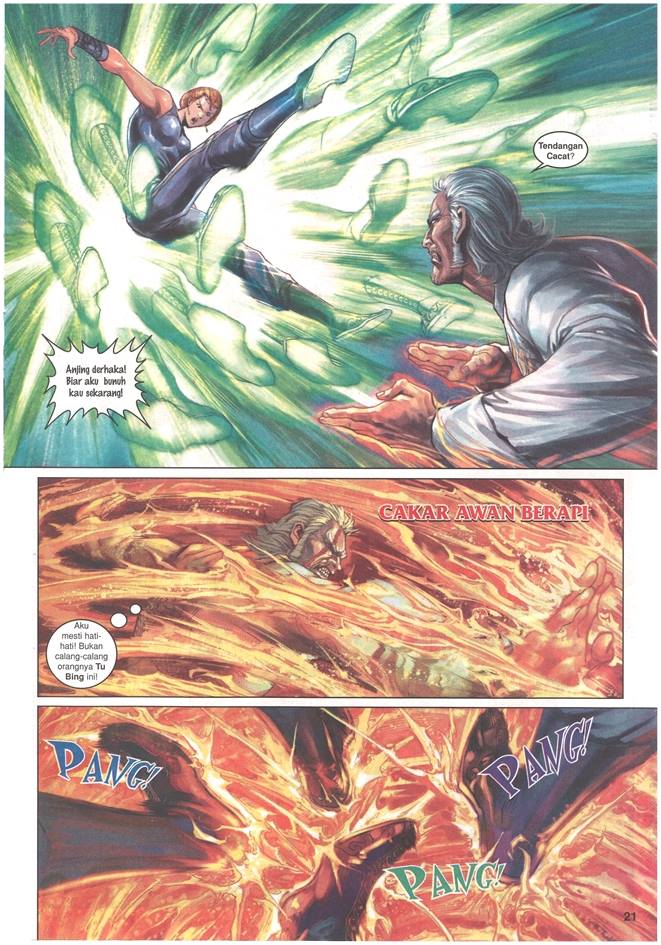 Tendangan
Cacat?
Anjing derhaka!
Biar aku bunuh
kau sekarang!
CAKAR AWAN BERAPI
Aku
mesti hati-
hati! Bukan
calang-calang
orangnya Tu
Bing ini!
PANG!
PANG!
PANG!
21